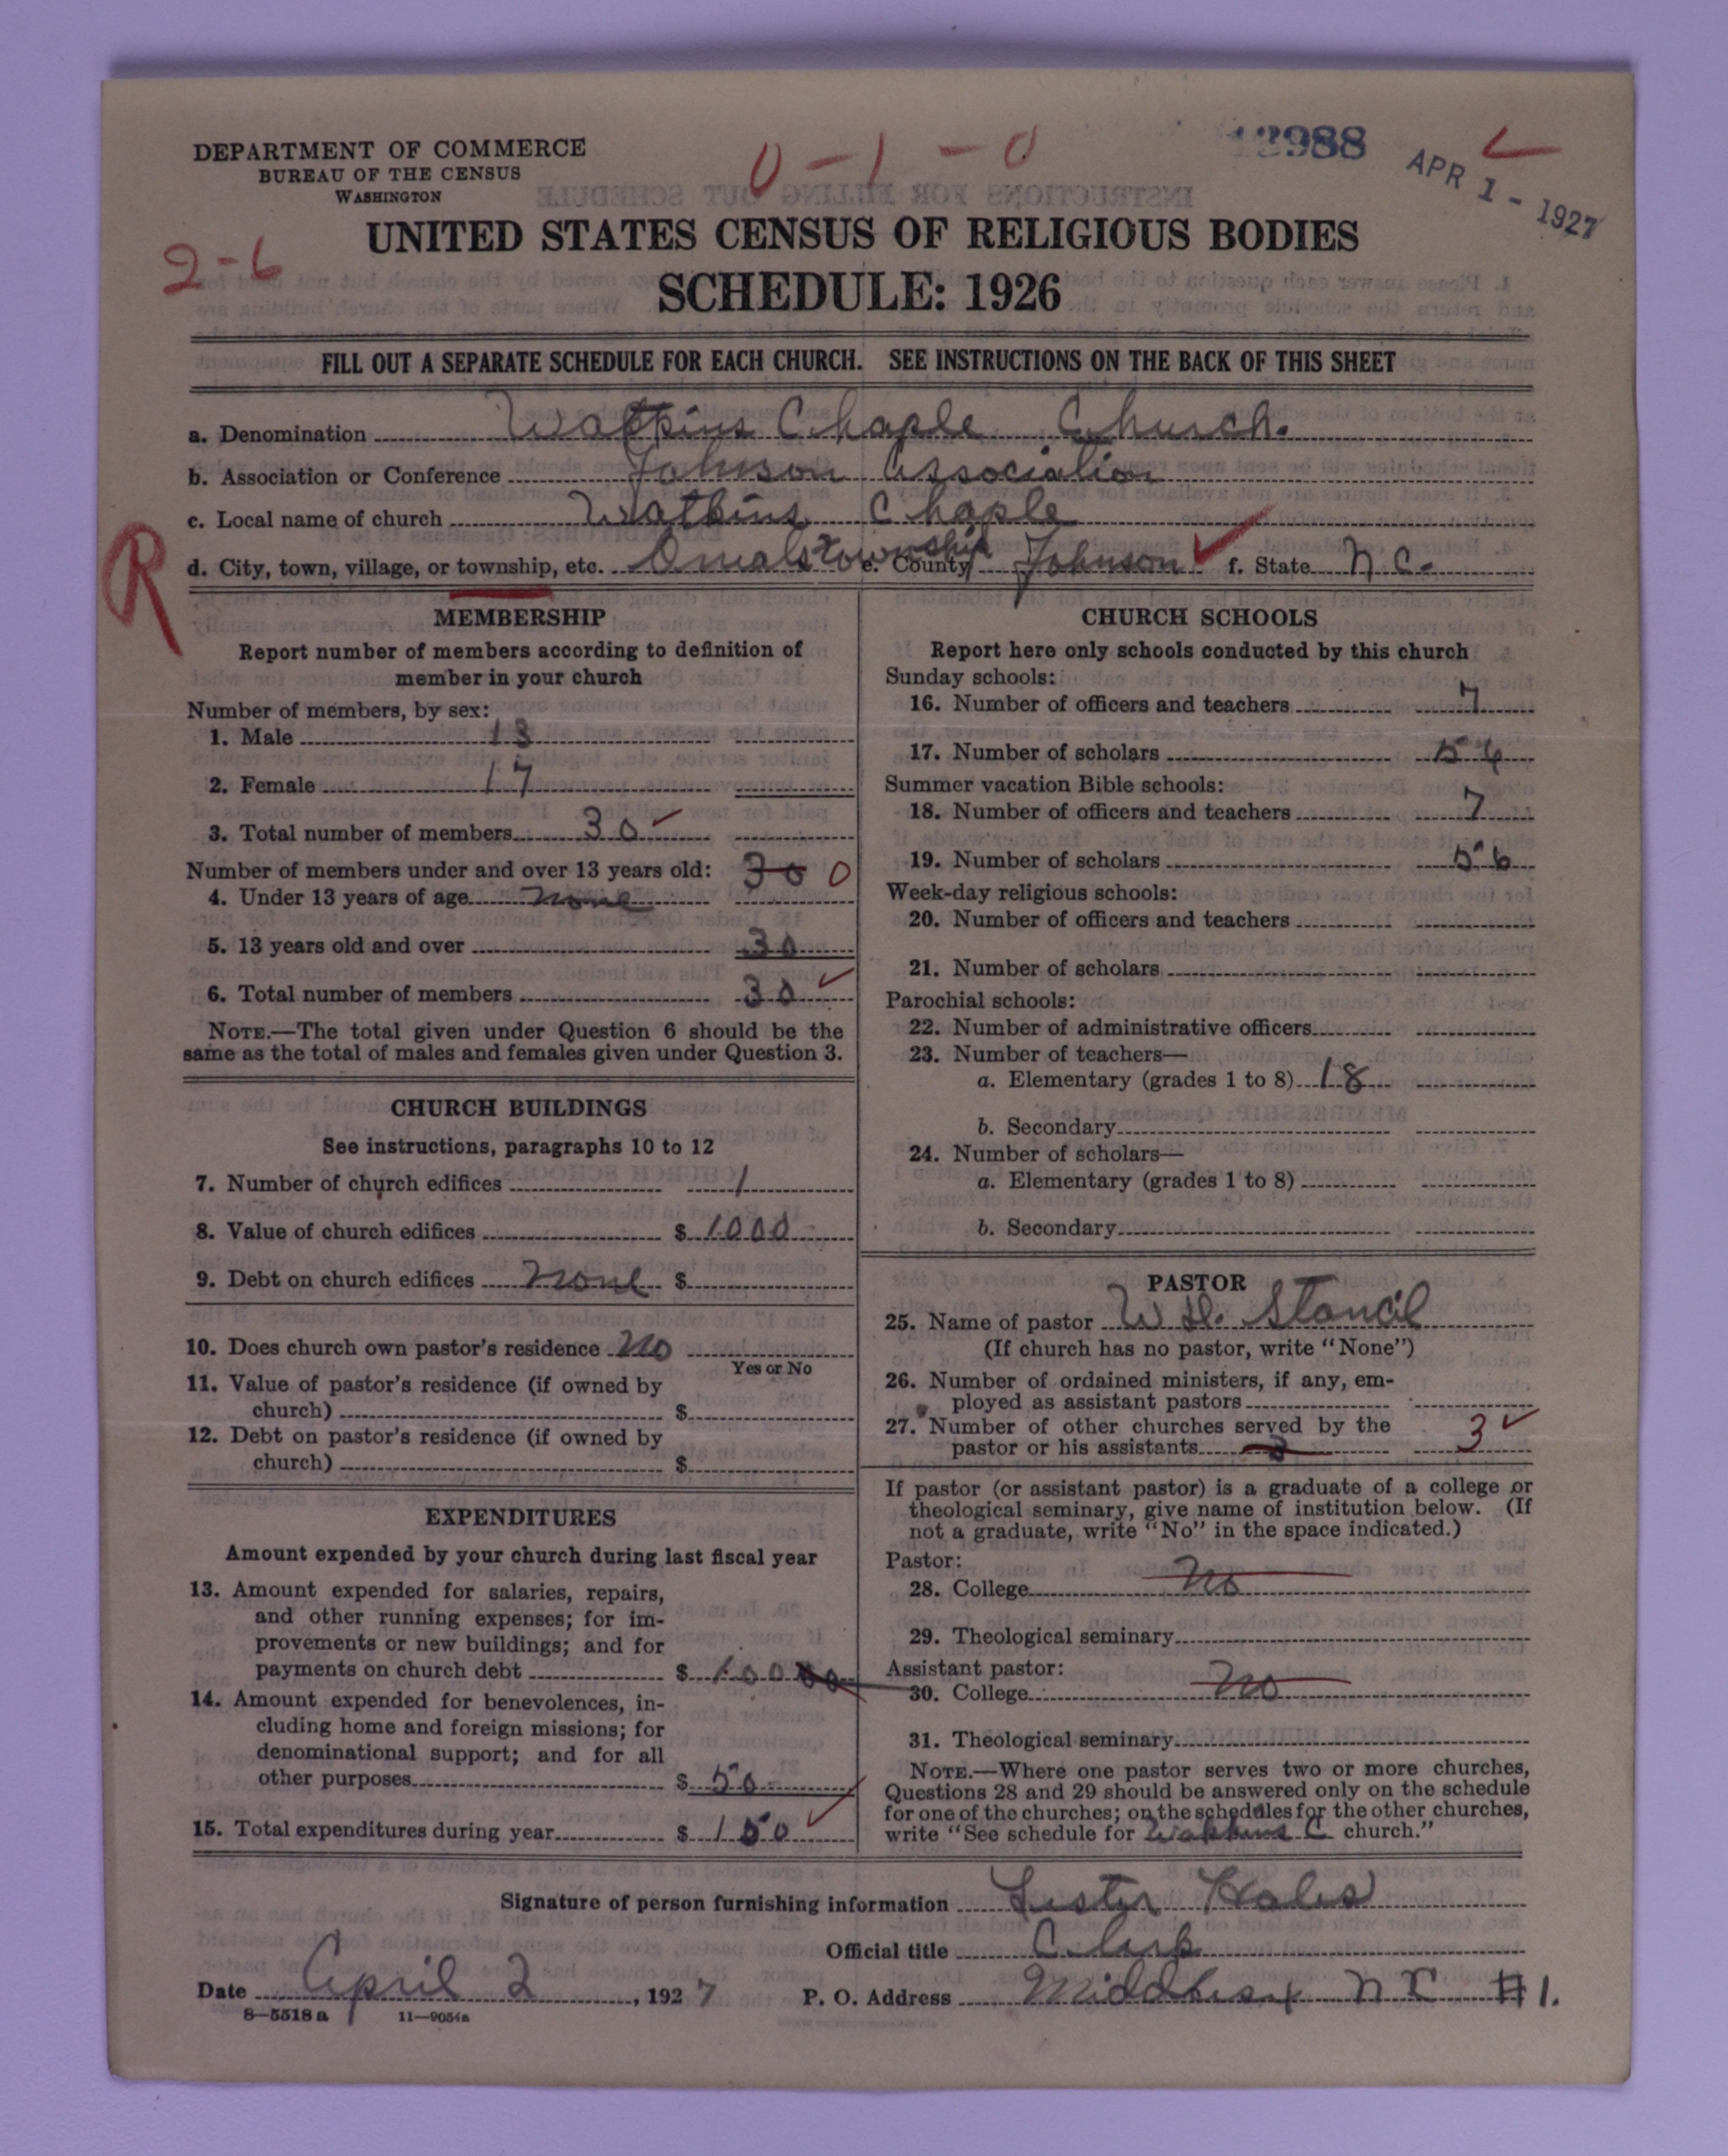 DEPARTMENT OF COMMERCE
BUREAU OF THE CENSUS
WASHINGTON
0-1-0
13988
APR 1 - 1927
2-6
UNITED STATES CENSUS OF RELIGIOUS BODIES
SCHEDULE: 1926
FILL OUT A SEPARATE SCHEDULE FOR EACH CHURCH. SEE INSTRUCTIONS ON THE BACK OF THIS SHEET
a. Denomination Watkins Chaple Church.
b. Association or Conference Johnson Association
c. Local name of church Watkins Chaple
R
d. City, town, village, or township, etc. Onials township e. County Johnson ✓ f. State N.C.
MEMBERSHIP
Report number of members according to definition of
member in your church
Number of members, by sex:
1. Male 13
2. Female 17
3. Total number of members 30 ✓
Number of members under and over 13 years old: 30 0
4. Under 13 years of age none
5. 13 years old and over 30
6. Total number of members 30 ✓
NOTE.—The total given under Question 6 should be the
same as the total of males and females given under Question 3.
CHURCH BUILDINGS
See instructions, paragraphs 10 to 12
7. Number of church edifices 1
8. Value of church edifices $ 1000
9. Debt on church edifices none $
10. Does church own pastor's residence No
Yes or No
11. Value of pastor's residence (if owned by
church) $
12. Debt on pastor's residence (if owned by
church) $
EXPENDITURES
Amount expended by your church during last fiscal year
13. Amount expended for salaries, repairs,
and other running expenses; for im-
provements or new buildings; and for
payments on church debt $ 100 00
14. Amount expended for benevolences, in-
cluding home and foreign missions; for
denominational support; and for all
other purposes $ 50
15. Total expenditures during year $ 150 ✓
CHURCH SCHOOLS
Report here only schools conducted by this church
Sunday schools:
16. Number of officers and teachers 7
17. Number of scholars 56
Summer vacation Bible schools:
18. Number of officers and teachers 7
19. Number of scholars 56
Week-day religious schools:
20. Number of officers and teachers
21. Number of scholars
Parochial schools:
22. Number of administrative officers
23. Number of teachers—
a. Elementary (grades 1 to 8) 18
b. Secondary
24. Number of scholars—
a. Elementary (grades 1 to 8)
b. Secondary
PASTOR
25. Name of pastor W H. Stancil
(If church has no pastor, write "None")
26. Number of ordained ministers, if any, em-
ployed as assistant pastors
27. Number of other churches served by the
pastor or his assistants 3 ✓
If pastor (or assistant pastor) is a graduate of a college or
theological seminary, give name of institution below. (If
not a graduate, write "No" in the space indicated.)
Pastor:
28. College No
29. Theological seminary
Assistant pastor:
30. College No
31. Theological seminary
NOTE.—Where one pastor serves two or more churches,
Questions 28 and 29 should be answered only on the schedule
for one of the churches; on the schedules for the other churches,
write "See schedule for Watkins C church."
Signature of person furnishing information Lester Hales
Official title Clerk
Date April 2, 1927 P. O. Address Middlesex N C #1.
8—5518 a 11—9054a